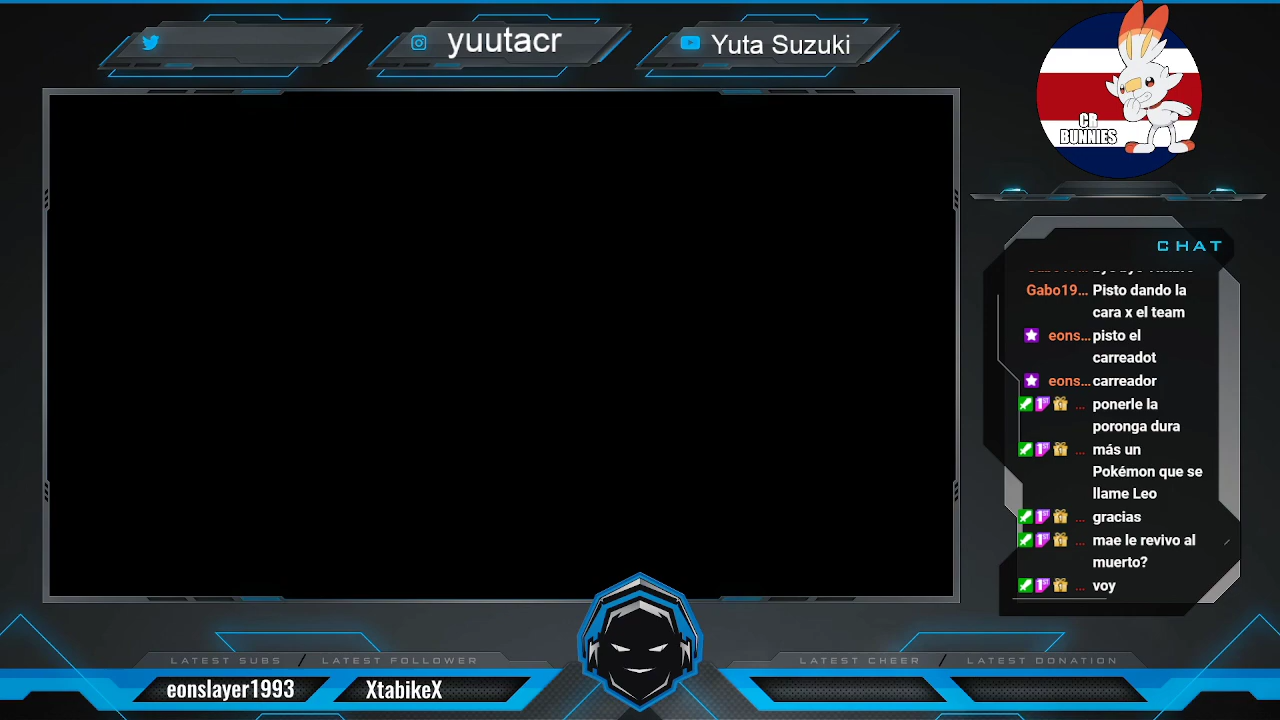 yuutacr
Yuta Suzuki
CR
BUNNIES
CHAT
Gabo19... Pisto dando la
cara x el team
eons... pisto el
carreadot
eons... carreador
... ponerle la
poronga dura
... más un
Pokémon que se
llame Leo
... gracias
... mae le revivo al
muerto?
... voy
LATEST SUBS / LATEST FOLLOWER
LATEST CHEER / LATEST DONATION
eonslayer1993
XtabikeX